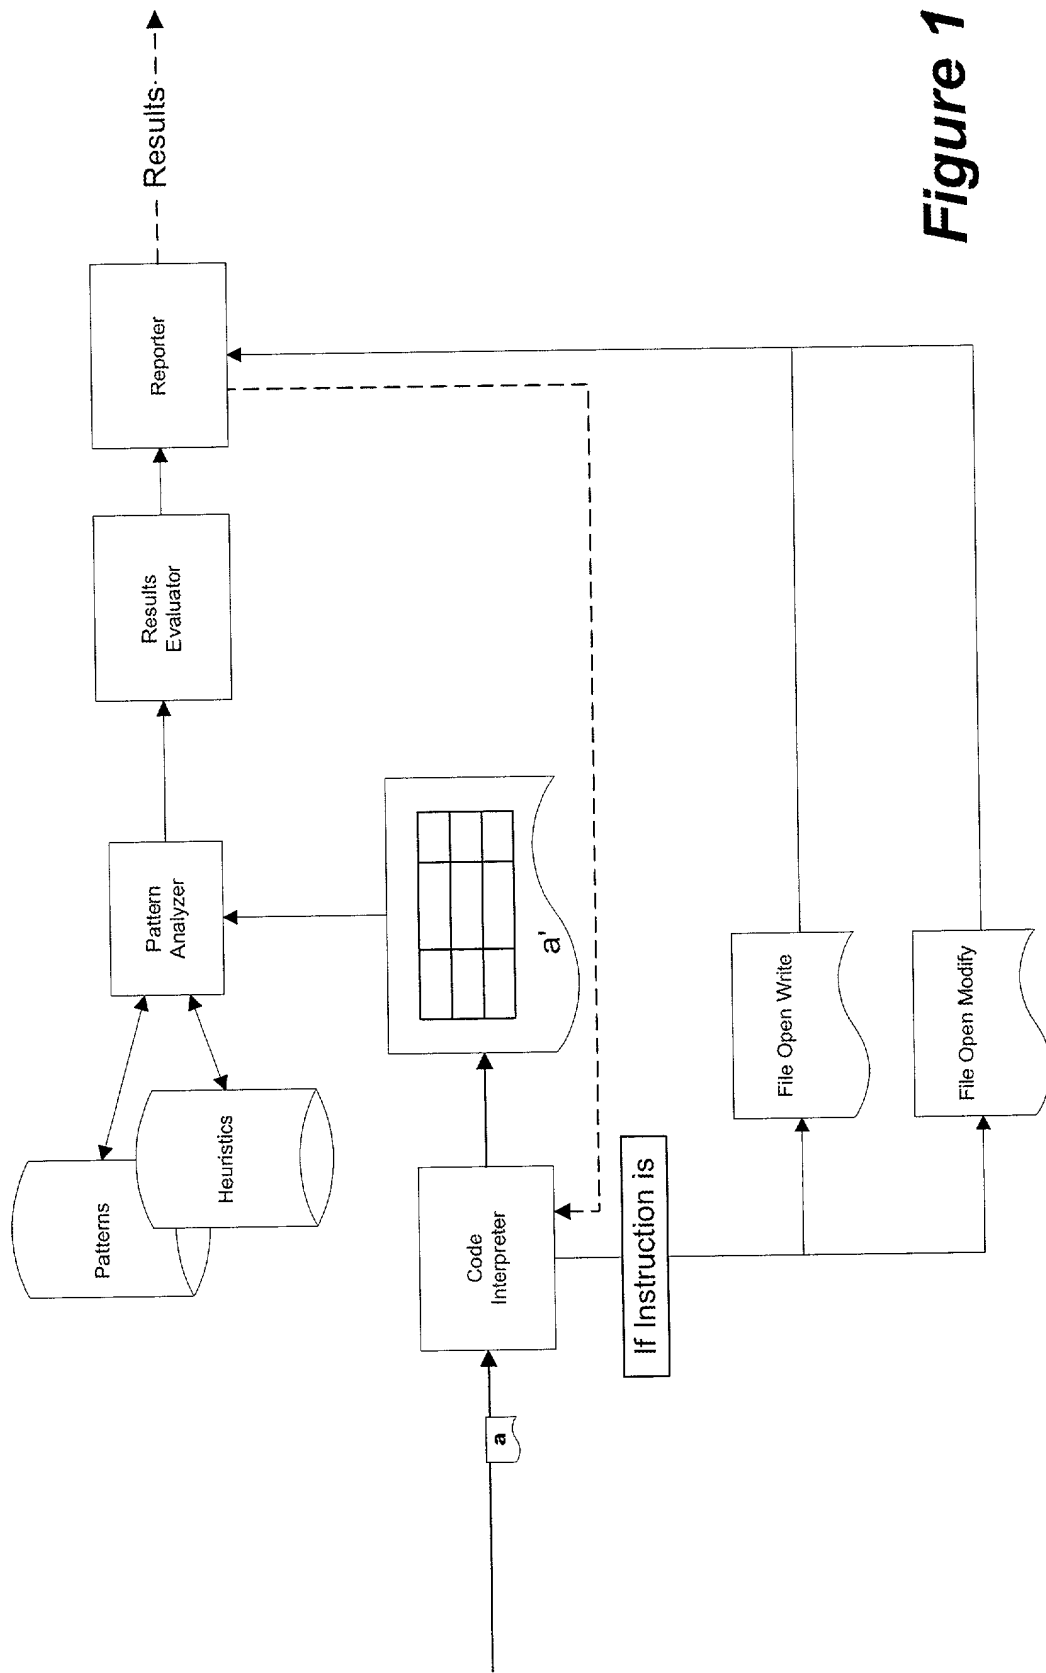 Patterns
Heuristics
Pattern
Analyzer
Results
Evaluator
Reporter
Results
a
Code
Interpreter
a'
If Instruction is
File Open Write
File Open Modify
Figure 1